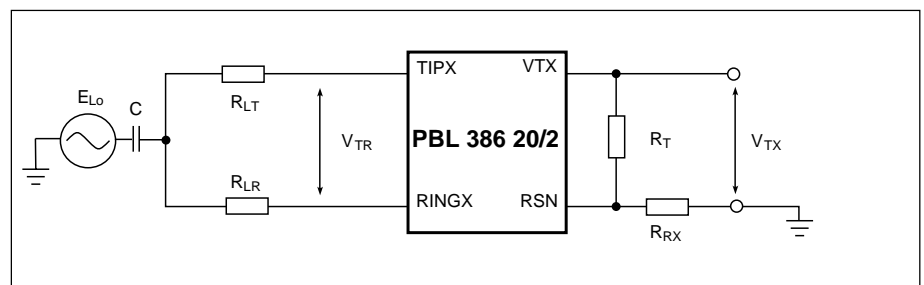 TIPX
VTX
E_Lo
C
R_LT
V_TR
PBL 386 20/2
R_T
V_TX
R_LR
RINGX
RSN
R_RX